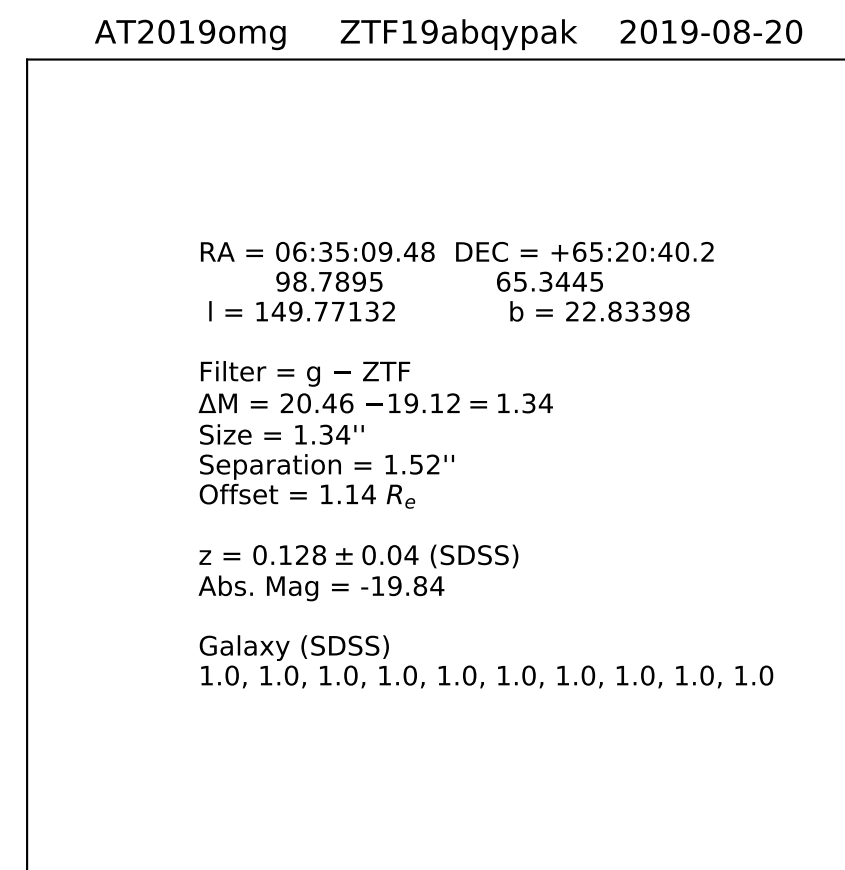 AT2019omg ZTF19abqypak 2019-08-20
RA = 06:35:09.48 DEC = +65:20:40.2
98.7895 65.3445
l = 149.77132 b = 22.83398
Filter = g − ZTF
ΔM = 20.46 −19.12 = 1.34
Size = 1.34''
Separation = 1.52''
Offset = 1.14 Rₑ
z = 0.128 ± 0.04 (SDSS)
Abs. Mag = -19.84
Galaxy (SDSS)
1.0, 1.0, 1.0, 1.0, 1.0, 1.0, 1.0, 1.0, 1.0, 1.0